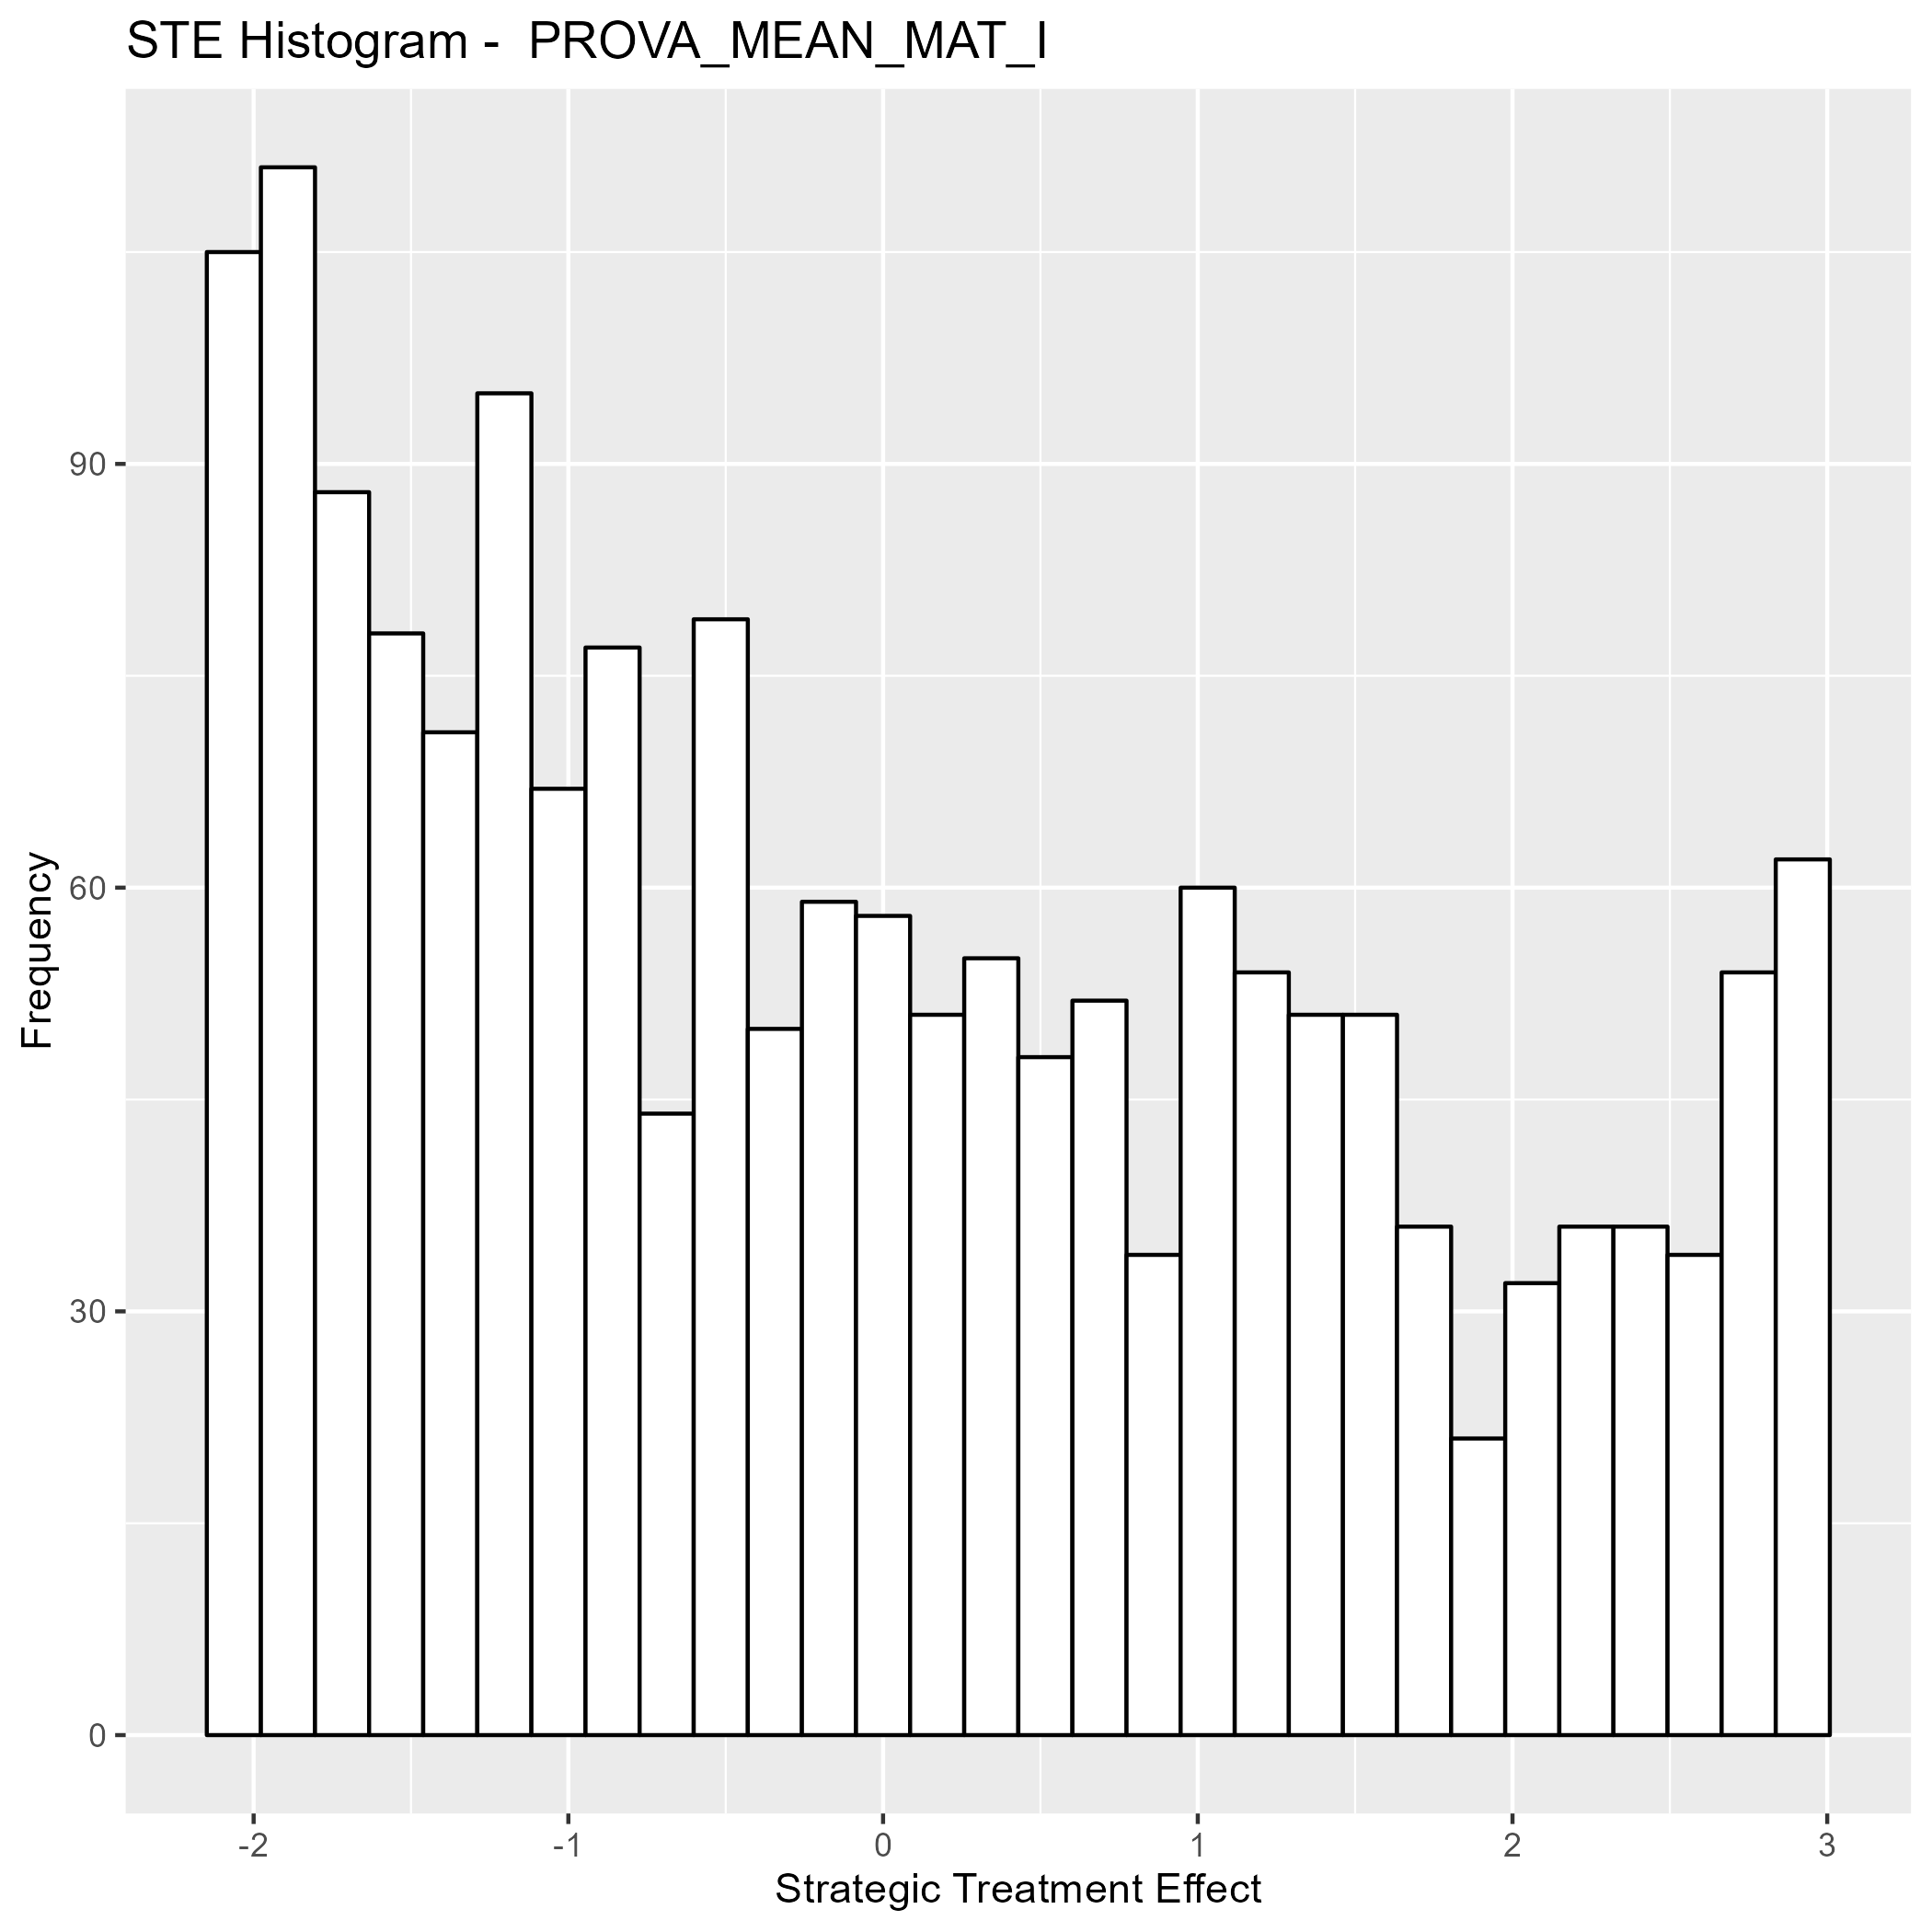 STE Histogram - PROVA_MEAN_MAT_I
Frequency
90
60
30
0
-2 -1 0 1 2 3
Strategic Treatment Effect